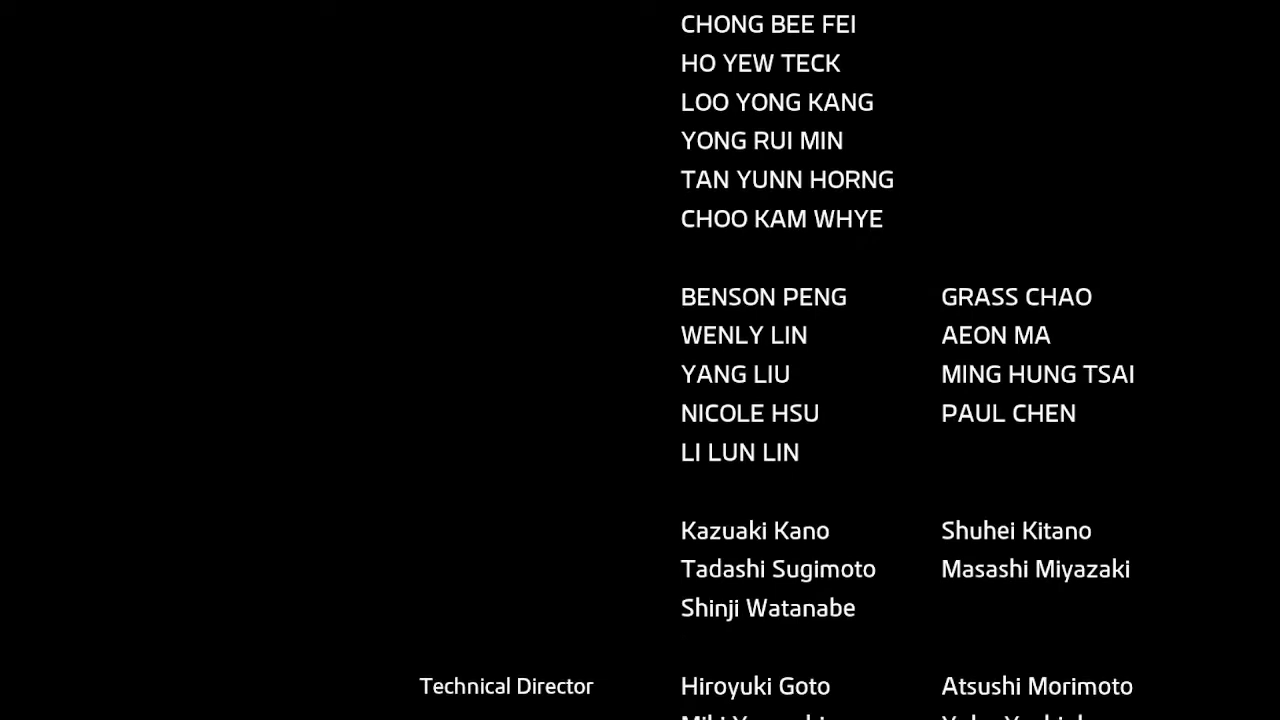 CHONG BEE FEI
HO YEW TECK
LOO YONG KANG
YONG RUI MIN
TAN YUNN HORNG
CHOO KAM WHYE
BENSON PENG GRASS CHAO
WENLY LIN AEON MA
YANG LIU MING HUNG TSAI
NICOLE HSU PAUL CHEN
LI LUN LIN
Kazuaki Kano Shuhei Kitano
Tadashi Sugimoto Masashi Miyazaki
Shinji Watanabe
Technical Director Hiroyuki Goto Atsushi Morimoto